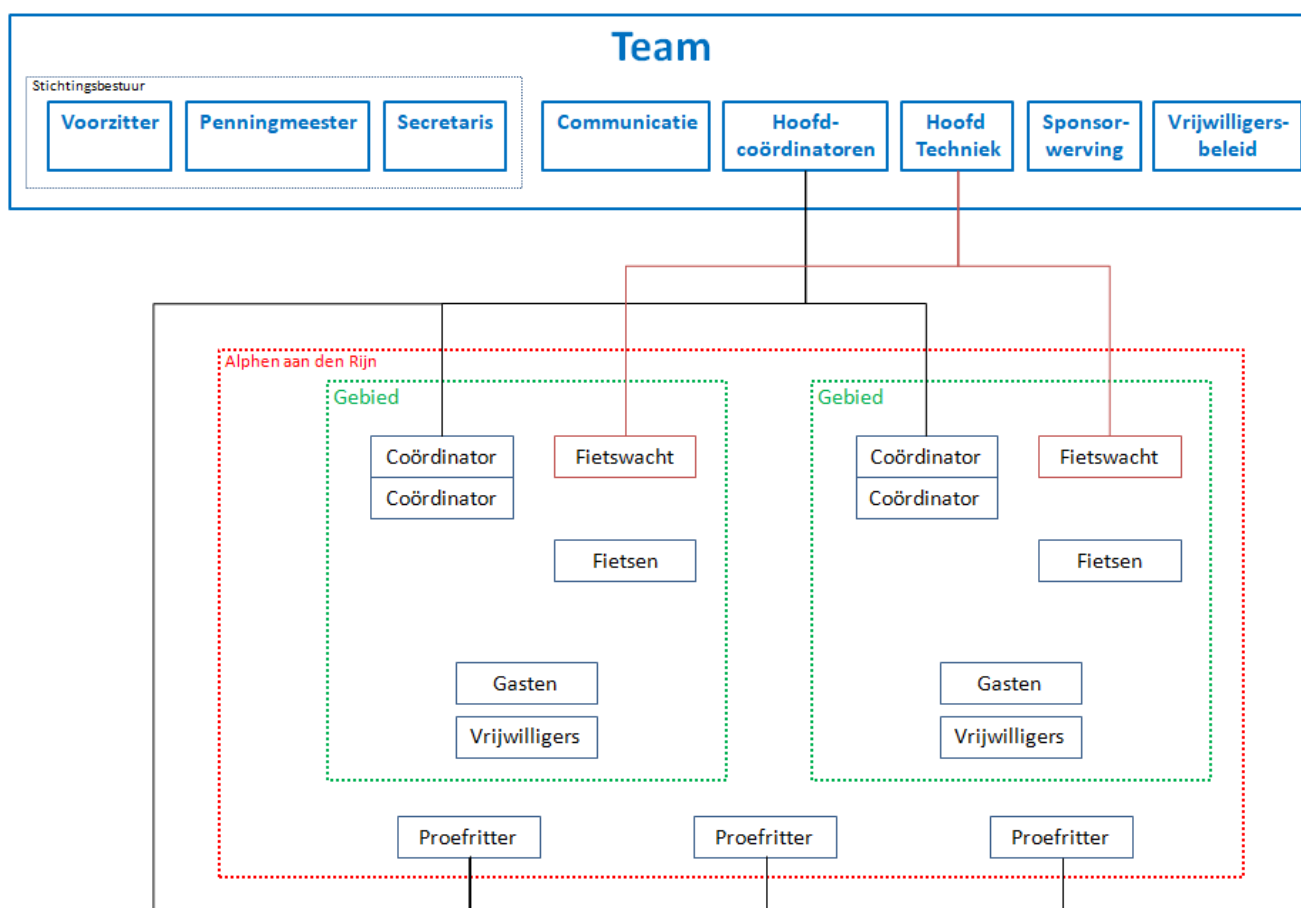 Team
Stichtingsbestuur
Voorzitter
Penningmeester
Secretaris
Communicatie
Hoofd-
coördinatoren
Hoofd
Techniek
Sponsor-
werving
Vrijwilligers-
beleid
Alphen aan den Rijn
Gebied
Coördinator
Coördinator
Fietswacht
Fietsen
Gasten
Vrijwilligers
Gebied
Coördinator
Coördinator
Fietswacht
Fietsen
Gasten
Vrijwilligers
Proefritter
Proefritter
Proefritter